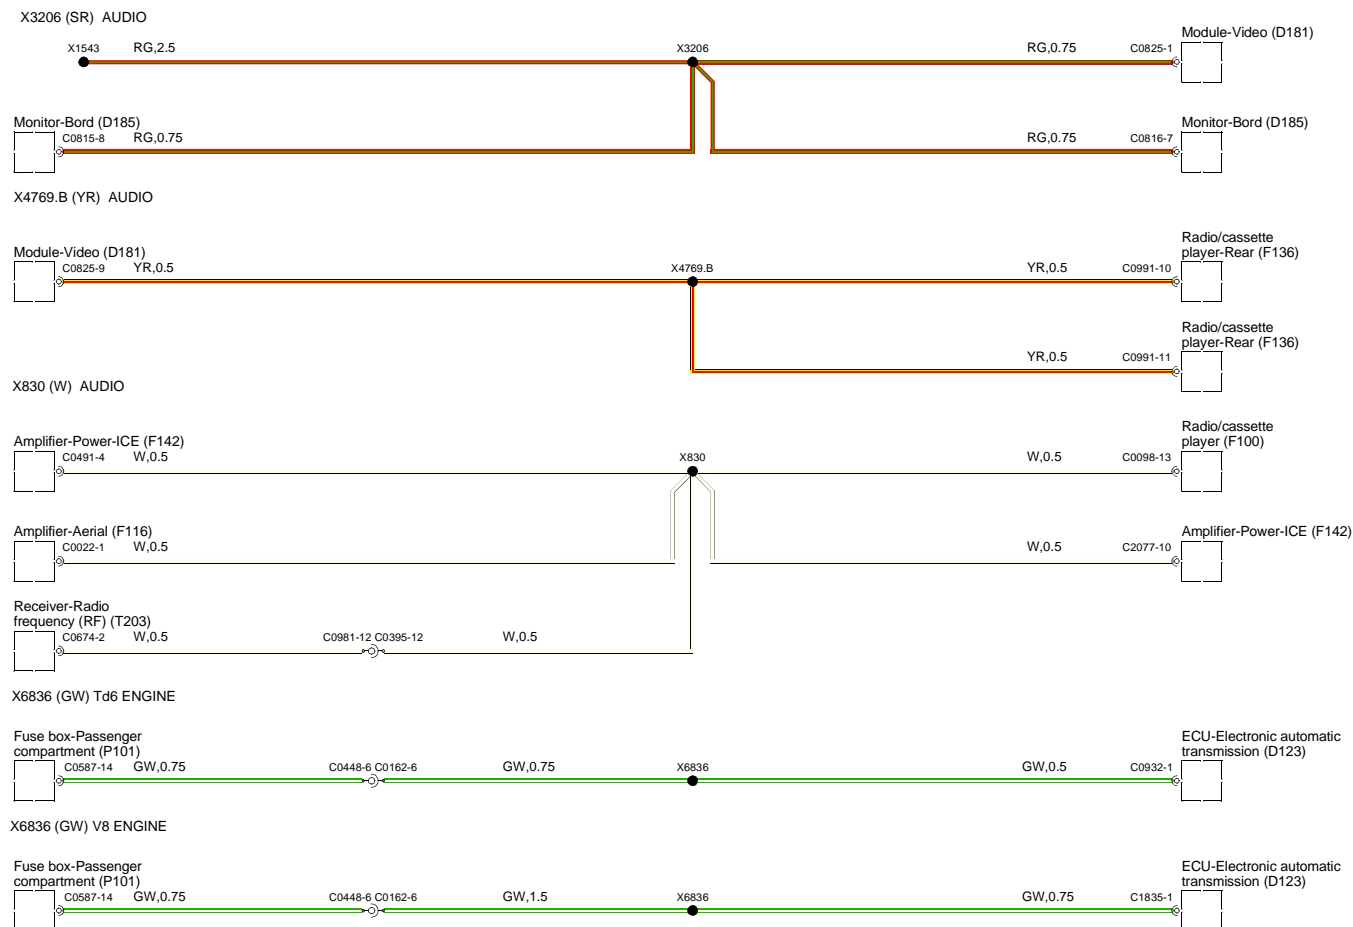 X3206 (SR)  AUDIO
X1543 RG,2.5 X3206 RG,0.75 C0825-1
Module-Video (D181)
Monitor-Bord (D185)
C0815-8 RG,0.75
RG,0.75 C0816-7
Monitor-Bord (D185)
X4769.B (YR)  AUDIO
Module-Video (D181)
C0825-9 YR,0.5 X4769.B YR,0.5 C0991-10
Radio/cassette
player-Rear (F136)
YR,0.5 C0991-11
Radio/cassette
player-Rear (F136)
X830 (W)  AUDIO
Amplifier-Power-ICE (F142)
C0491-4 W,0.5 X830 W,0.5 C0098-13
Radio/cassette
player (F100)
Amplifier-Aerial (F116)
C0022-1 W,0.5
W,0.5 C2077-10
Amplifier-Power-ICE (F142)
Receiver-Radio
frequency (RF) (T203)
C0674-2 W,0.5 C0981-12 C0395-12 W,0.5
X6836 (GW) Td6 ENGINE
Fuse box-Passenger
compartment (P101)
C0587-14 GW,0.75 C0448-6 C0162-6 GW,0.75 X6836 GW,0.5 C0932-1
ECU-Electronic automatic
transmission (D123)
X6836 (GW) V8 ENGINE
Fuse box-Passenger
compartment (P101)
C0587-14 GW,0.75 C0448-6 C0162-6 GW,1.5 X6836 GW,0.75 C1835-1
ECU-Electronic automatic
transmission (D123)